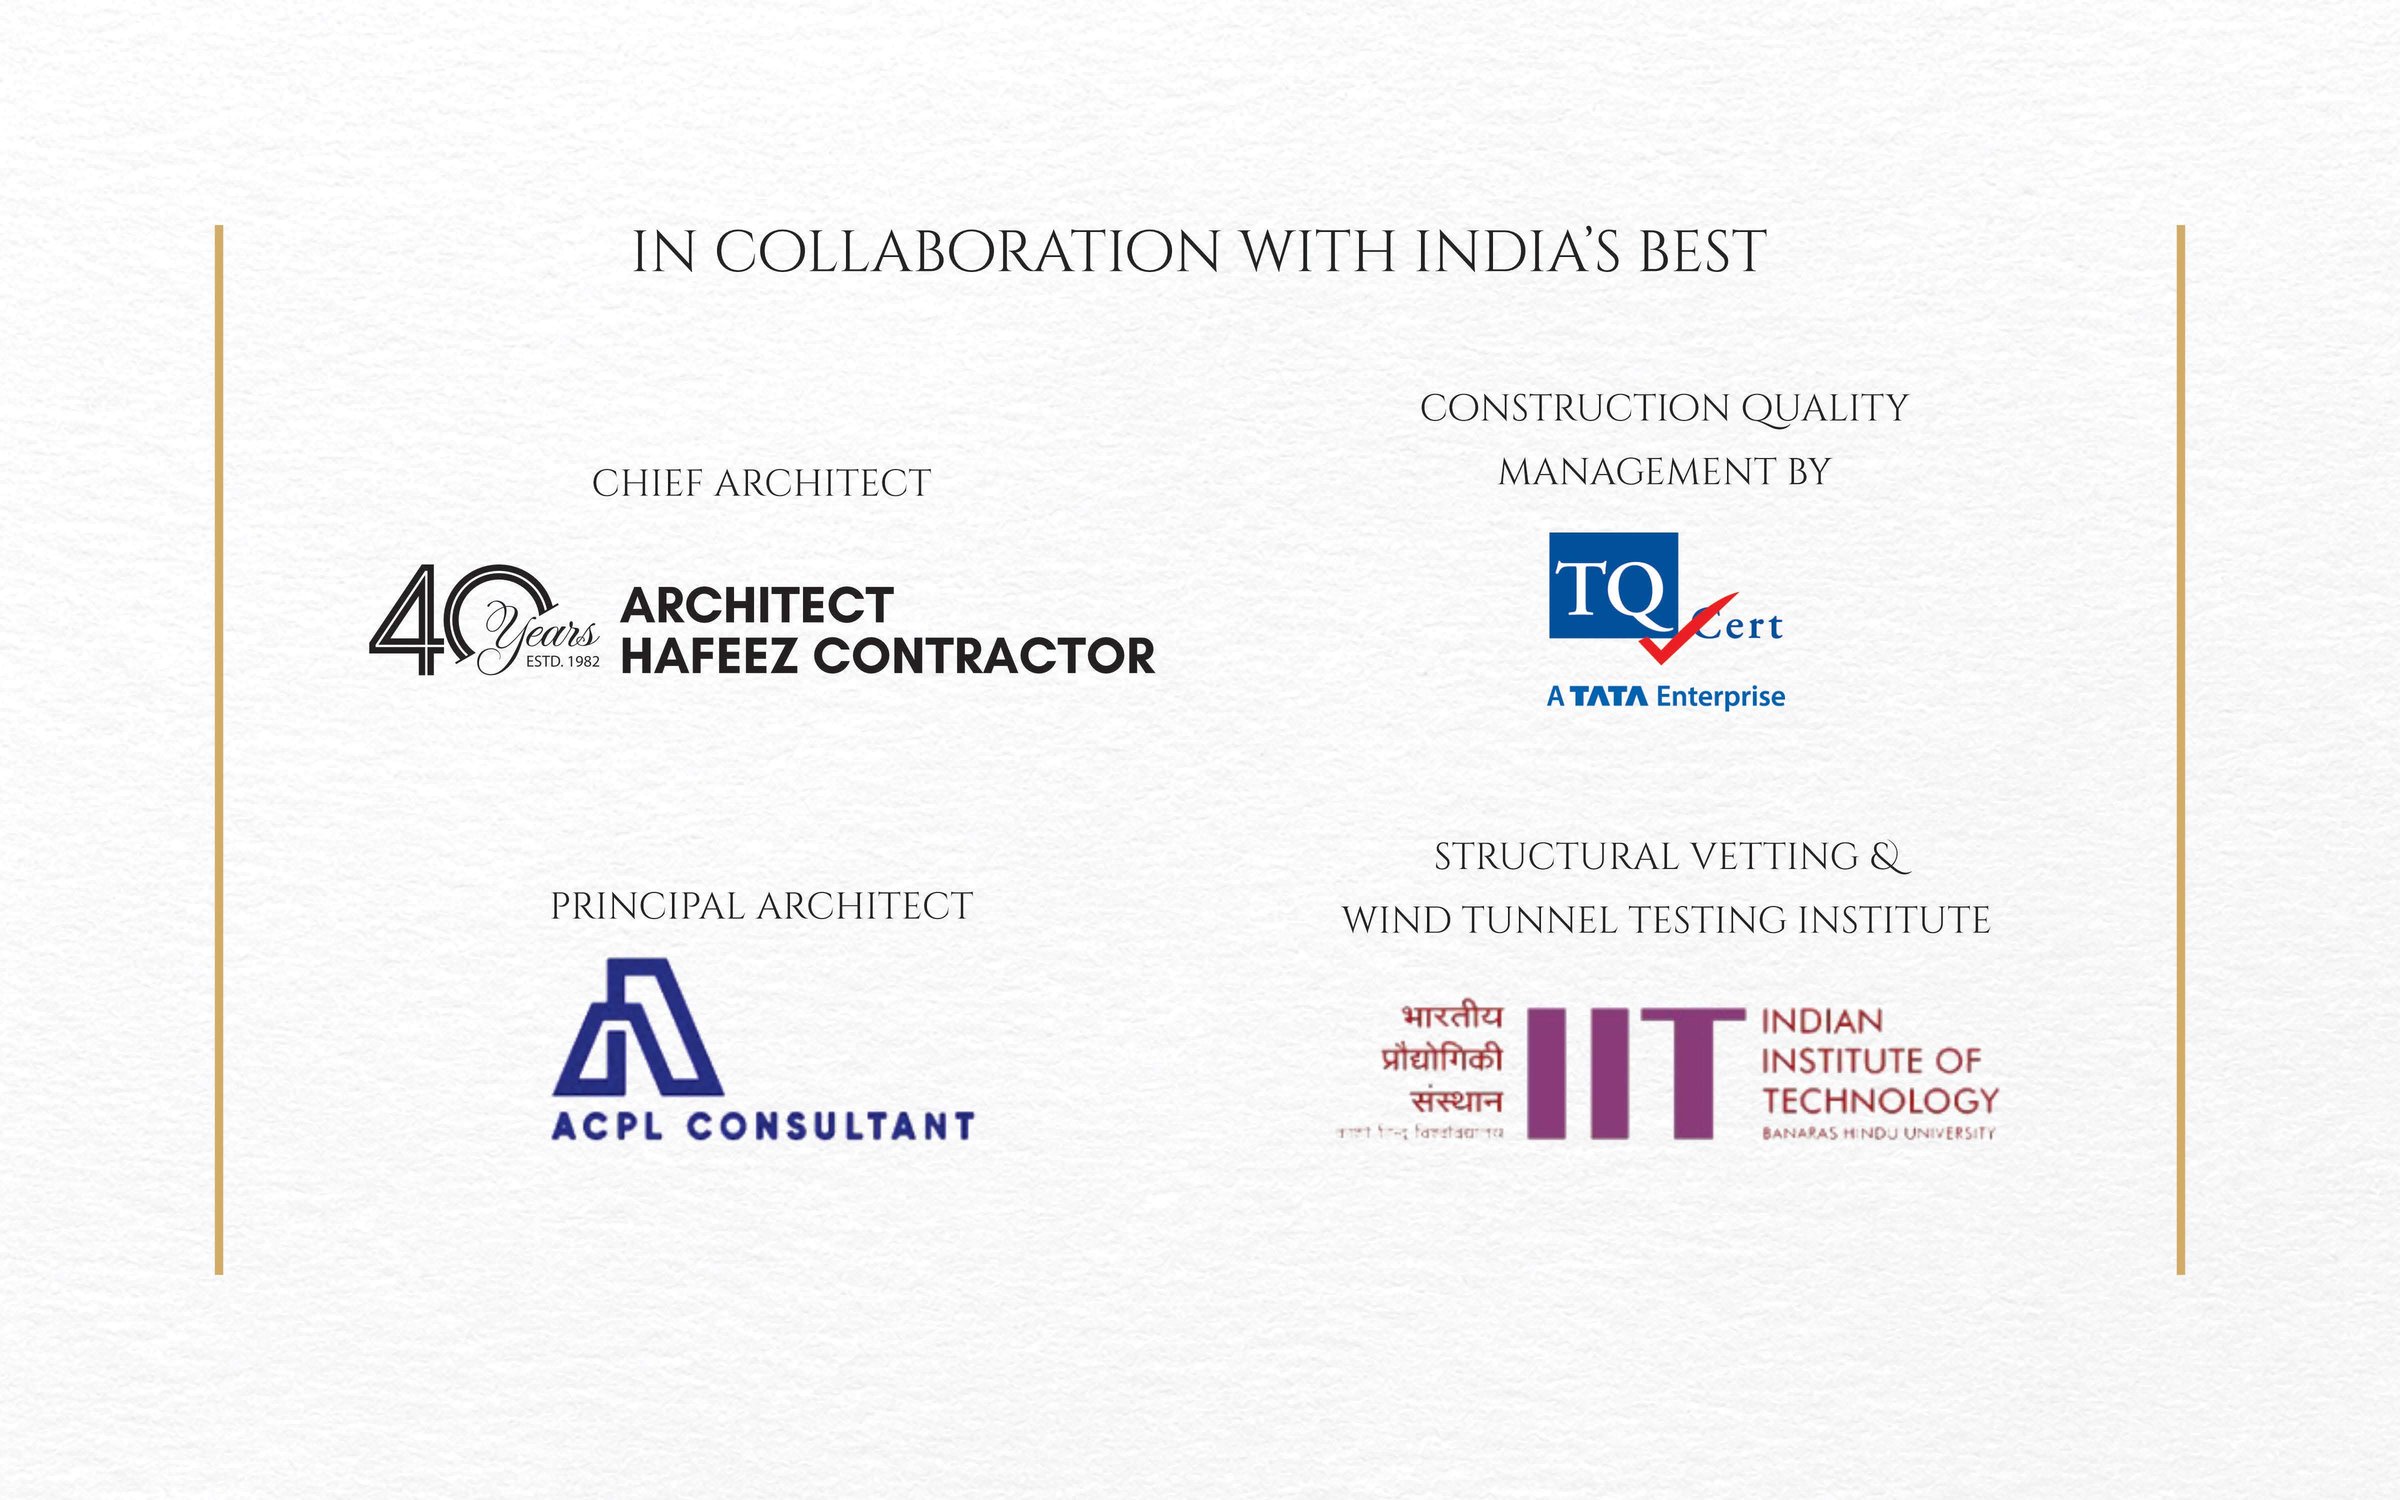 IN COLLABORATION WITH INDIA'S BEST
CHIEF ARCHITECT
40 Years
ESTD. 1982
ARCHITECT
HAFEEZ CONTRACTOR
CONSTRUCTION QUALITY
MANAGEMENT BY
TQ Cert
A TATA Enterprise
PRINCIPAL ARCHITECT
ACPL CONSULTANT
STRUCTURAL VETTING &
WIND TUNNEL TESTING INSTITUTE
भारतीय
प्रौद्योगिकी
संस्थान
IIT
INDIAN
INSTITUTE OF
TECHNOLOGY
BANARAS HINDU UNIVERSITY